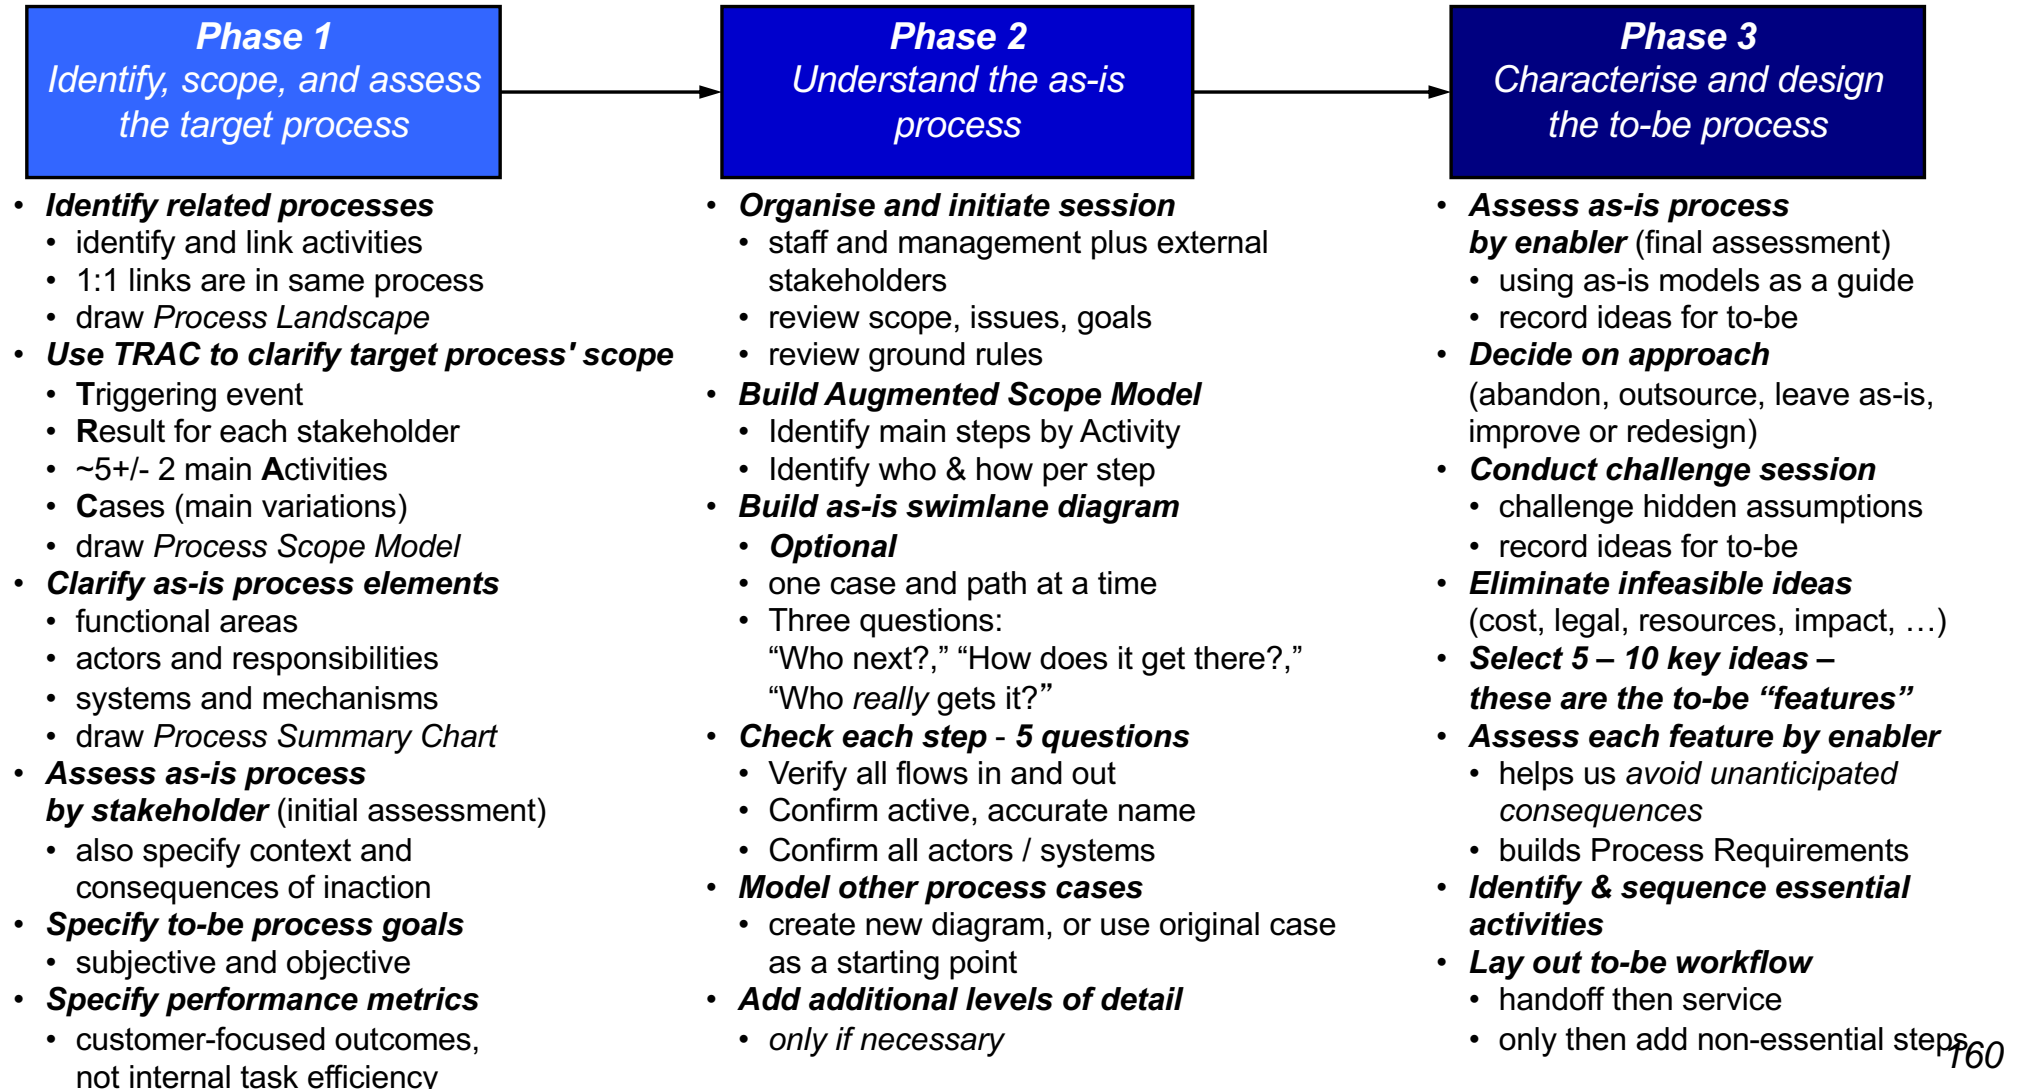 Phase 1
Identify, scope, and assess
the target process
• Identify related processes
• identify and link activities
• 1:1 links are in same process
• draw Process Landscape
• Use TRAC to clarify target process' scope
• Triggering event
• Result for each stakeholder
• ~5+/- 2 main Activities
• Cases (main variations)
• draw Process Scope Model
• Clarify as-is process elements
• functional areas
• actors and responsibilities
• systems and mechanisms
• draw Process Summary Chart
• Assess as-is process
by stakeholder (initial assessment)
• also specify context and
consequences of inaction
• Specify to-be process goals
• subjective and objective
• Specify performance metrics
• customer-focused outcomes,
not internal task efficiency
Phase 2
Understand the as-is
process
• Organise and initiate session
• staff and management plus external
stakeholders
• review scope, issues, goals
• review ground rules
• Build Augmented Scope Model
• Identify main steps by Activity
• Identify who & how per step
• Build as-is swimlane diagram
• Optional
• one case and path at a time
• Three questions:
“Who next?,” “How does it get there?,”
“Who really gets it?”
• Check each step - 5 questions
• Verify all flows in and out
• Confirm active, accurate name
• Confirm all actors / systems
• Model other process cases
• create new diagram, or use original case
as a starting point
• Add additional levels of detail
• only if necessary
Phase 3
Characterise and design
the to-be process
• Assess as-is process
by enabler (final assessment)
• using as-is models as a guide
• record ideas for to-be
• Decide on approach
(abandon, outsource, leave as-is,
improve or redesign)
• Conduct challenge session
• challenge hidden assumptions
• record ideas for to-be
• Eliminate infeasible ideas
(cost, legal, resources, impact, …)
• Select 5 – 10 key ideas –
these are the to-be “features”
• Assess each feature by enabler
• helps us avoid unanticipated
consequences
• builds Process Requirements
• Identify & sequence essential
activities
• Lay out to-be workflow
• handoff then service
• only then add non-essential steps
160